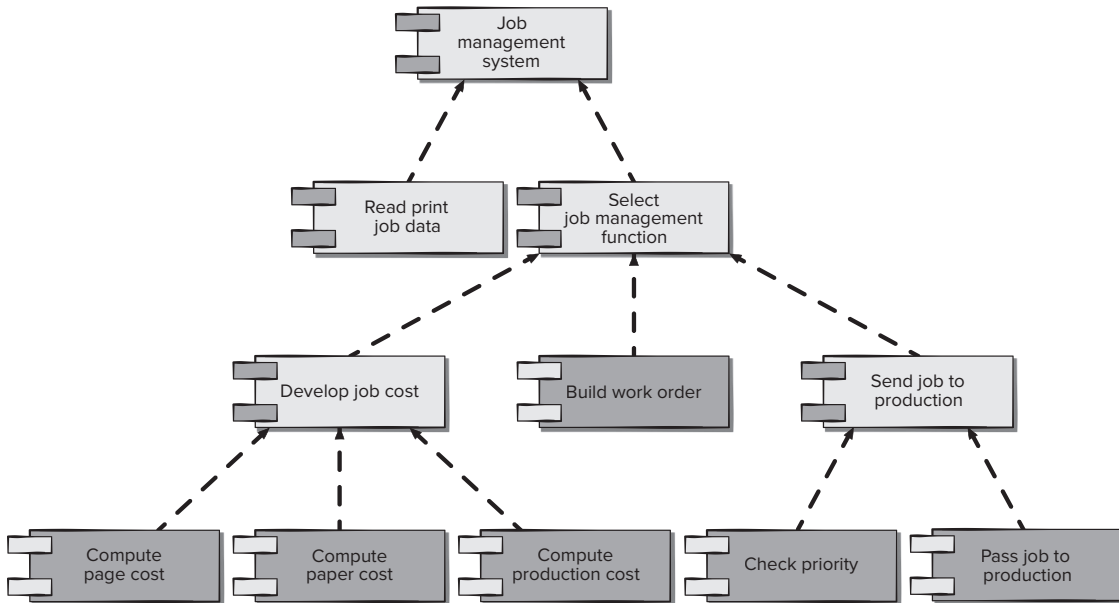 Job
management
system
Read print
job data
Select
job management
function
Develop job cost
Build work order
Send job to
production
Compute
page cost
Compute
paper cost
Compute
production cost
Check priority
Pass job to
production